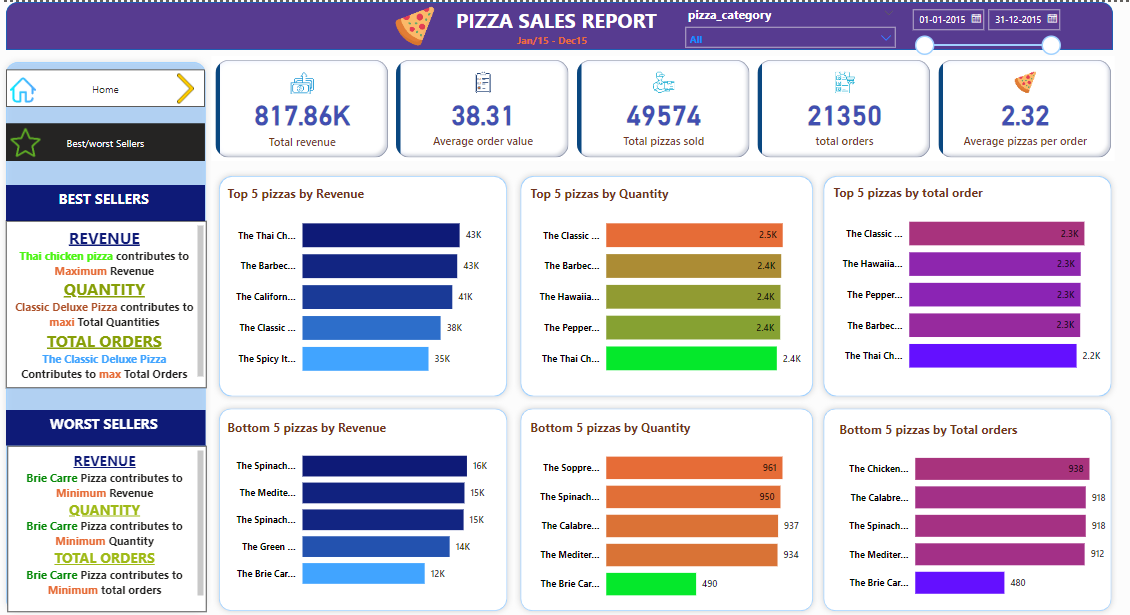 PIZZA SALES REPORT
Jan/15 - Dec15
pizza_category
All
01-01-2015
31-12-2015
Home
Best/worst Sellers
817.86K
Total revenue
38.31
Average order value
49574
Total pizzas sold
21350
total orders
2.32
Average pizzas per order
BEST SELLERS
REVENUE
Thai chicken pizza contributes to
Maximum Revenue
QUANTITY
Classic Deluxe Pizza contributes to
maxi Total Quantities
TOTAL ORDERS
The Classic Deluxe Pizza
Contributes to max Total Orders
WORST SELLERS
REVENUE
Brie Carre Pizza contributes to
Minimum Revenue
QUANTITY
Brie Carre Pizza contributes to
Minimum Quantity
TOTAL ORDERS
Brie Carre Pizza contributes to
Minimum total orders
Top 5 pizzas by Revenue
The Thai Ch... 43K
The Barbec... 43K
The Californ... 41K
The Classic ... 38K
The Spicy It... 35K
Top 5 pizzas by Quantity
The Classic ... 2.5K
The Barbec... 2.4K
The Hawaiia... 2.4K
The Pepper... 2.4K
The Thai Ch... 2.4K
Top 5 pizzas by total order
The Classic ... 2.3K
The Hawaiia... 2.3K
The Pepper... 2.3K
The Barbec... 2.3K
The Thai Ch... 2.2K
Bottom 5 pizzas by Revenue
The Spinach... 16K
The Medite... 15K
The Spinach... 15K
The Green ... 14K
The Brie Car... 12K
Bottom 5 pizzas by Quantity
The Soppre... 961
The Spinach... 950
The Calabre... 937
The Mediter... 934
The Brie Car... 490
Bottom 5 pizzas by Total orders
The Chicken... 938
The Calabre... 918
The Spinach... 918
The Mediter... 912
The Brie Car... 480